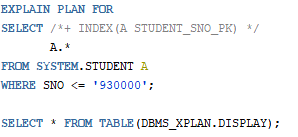 EXPLAIN PLAN FOR
SELECT /*+ INDEX(A STUDENT_SNO_PK) */
A.*
FROM SYSTEM.STUDENT A
WHERE SNO <= '930000';
SELECT * FROM TABLE(DBMS_XPLAN.DISPLAY);